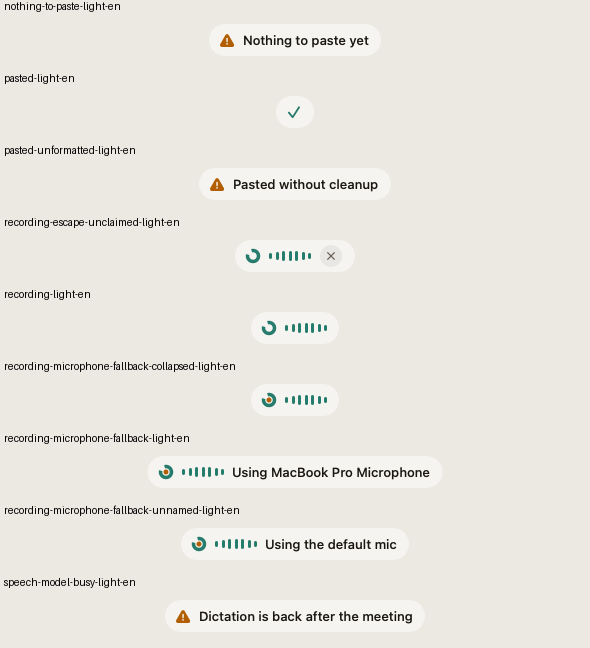 nothing-to-paste-light-en
Nothing to paste yet
pasted-light-en
pasted-unformatted-light-en
Pasted without cleanup
recording-escape-unclaimed-light-en
recording-light-en
recording-microphone-fallback-collapsed-light-en
recording-microphone-fallback-light-en
Using MacBook Pro Microphone
recording-microphone-fallback-unnamed-light-en
Using the default mic
speech-model-busy-light-en
Dictation is back after the meeting